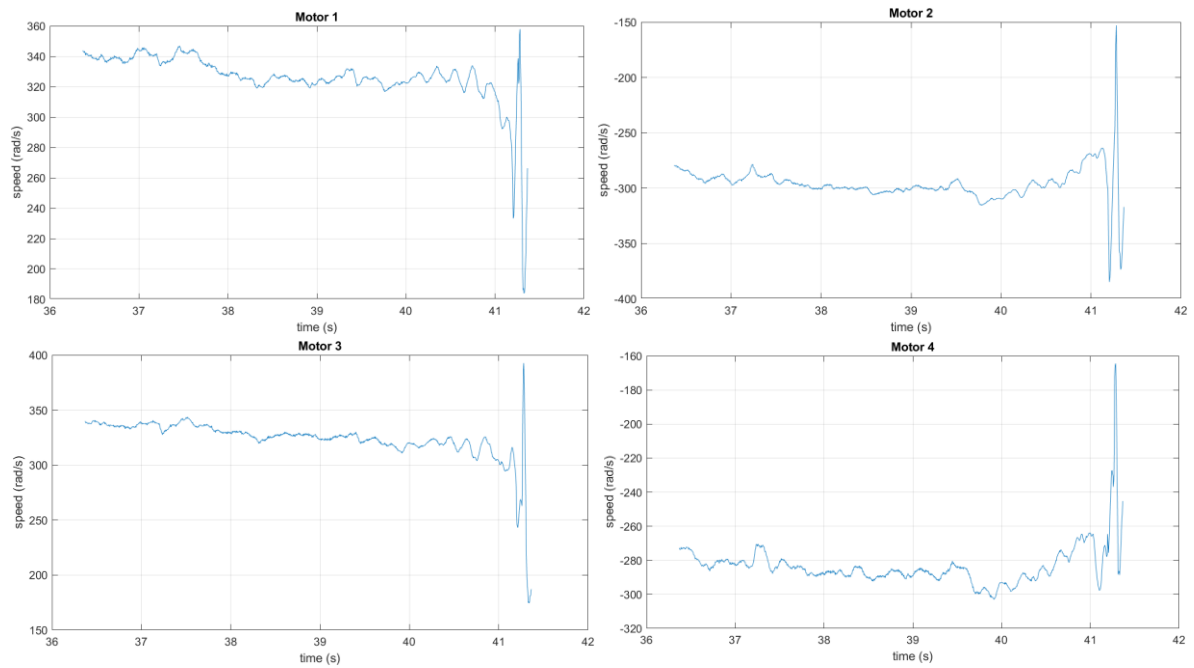 Motor 1
360
340
320
300
280
260
240
220
200
180
speed (rad/s)
36 37 38 39 40 41 42
time (s)
Motor 2
-150
-200
-250
-300
-350
-400
speed (rad/s)
36 37 38 39 40 41 42
time (s)
Motor 3
400
350
300
250
200
150
speed (rad/s)
36 37 38 39 40 41 42
time (s)
Motor 4
-160
-180
-200
-220
-240
-260
-280
-300
-320
speed (rad/s)
36 37 38 39 40 41 42
time (s)